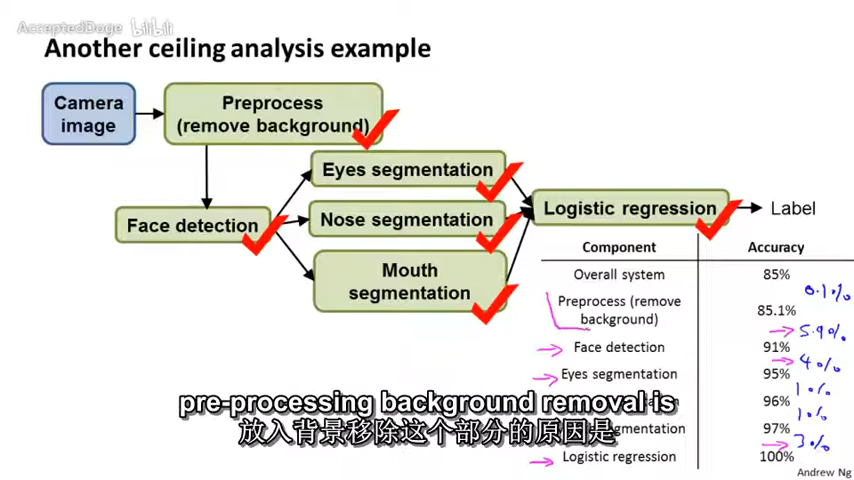 AcceptedDoge bilibili
Another ceiling analysis example
Camera
image
Preprocess
(remove background)
Eyes segmentation
Face detection
Nose segmentation
Logistic regression
Label
Mouth
segmentation
Component Accuracy
Overall system 85%
0.1%
Preprocess (remove
background)
85.1%
5.9%
Face detection 91%
4%
Eyes segmentation 95%
1%
96%
1%
segmentation 97%
3%
Logistic regression 100%
pre-processing background removal is
放入背景移除这个部分的原因是
Andrew Ng